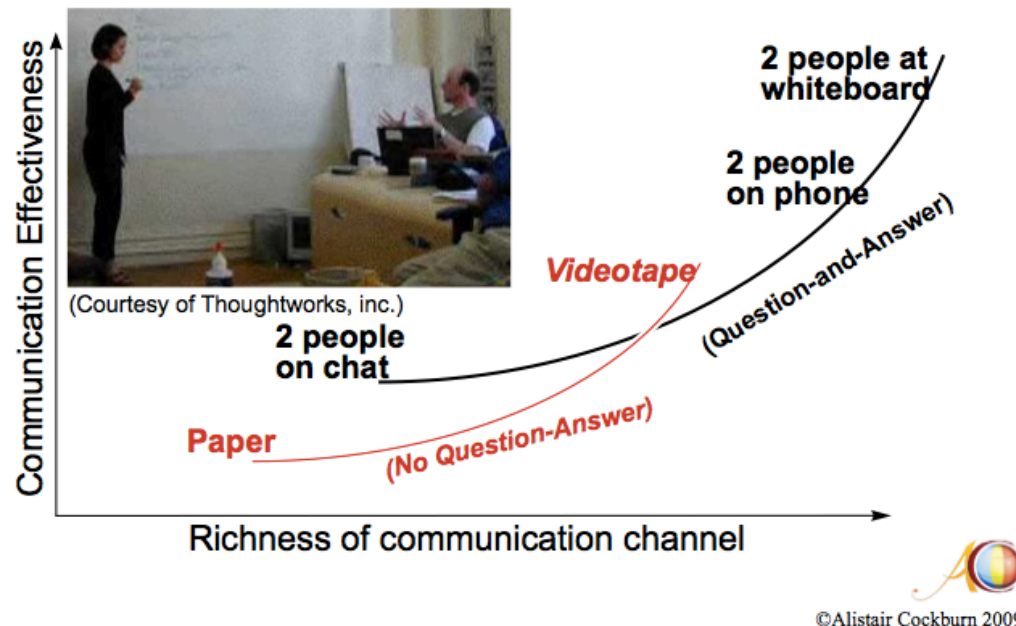 Communication Effectiveness
2 people at
whiteboard
2 people
on phone
Videotape
(Courtesy of Thoughtworks, inc.)
(Question-and-Answer)
2 people
on chat
Paper
(No Question-Answer)
Richness of communication channel
©Alistair Cockburn 2009